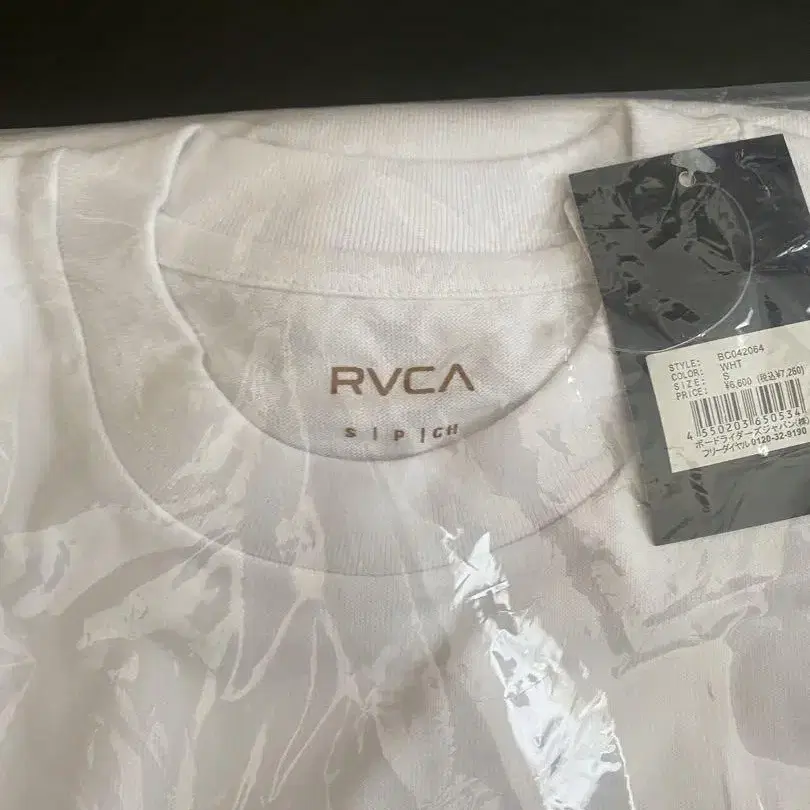 RVCA
S | P | CH
STYLE: BC042064
COLOR: WHT
SIZE: S
PRICE: ¥6,600 (税込¥7,260)
4 550203 650534
ボードライダーズジャパン(株)
フリーダイヤル 0120-32-9190